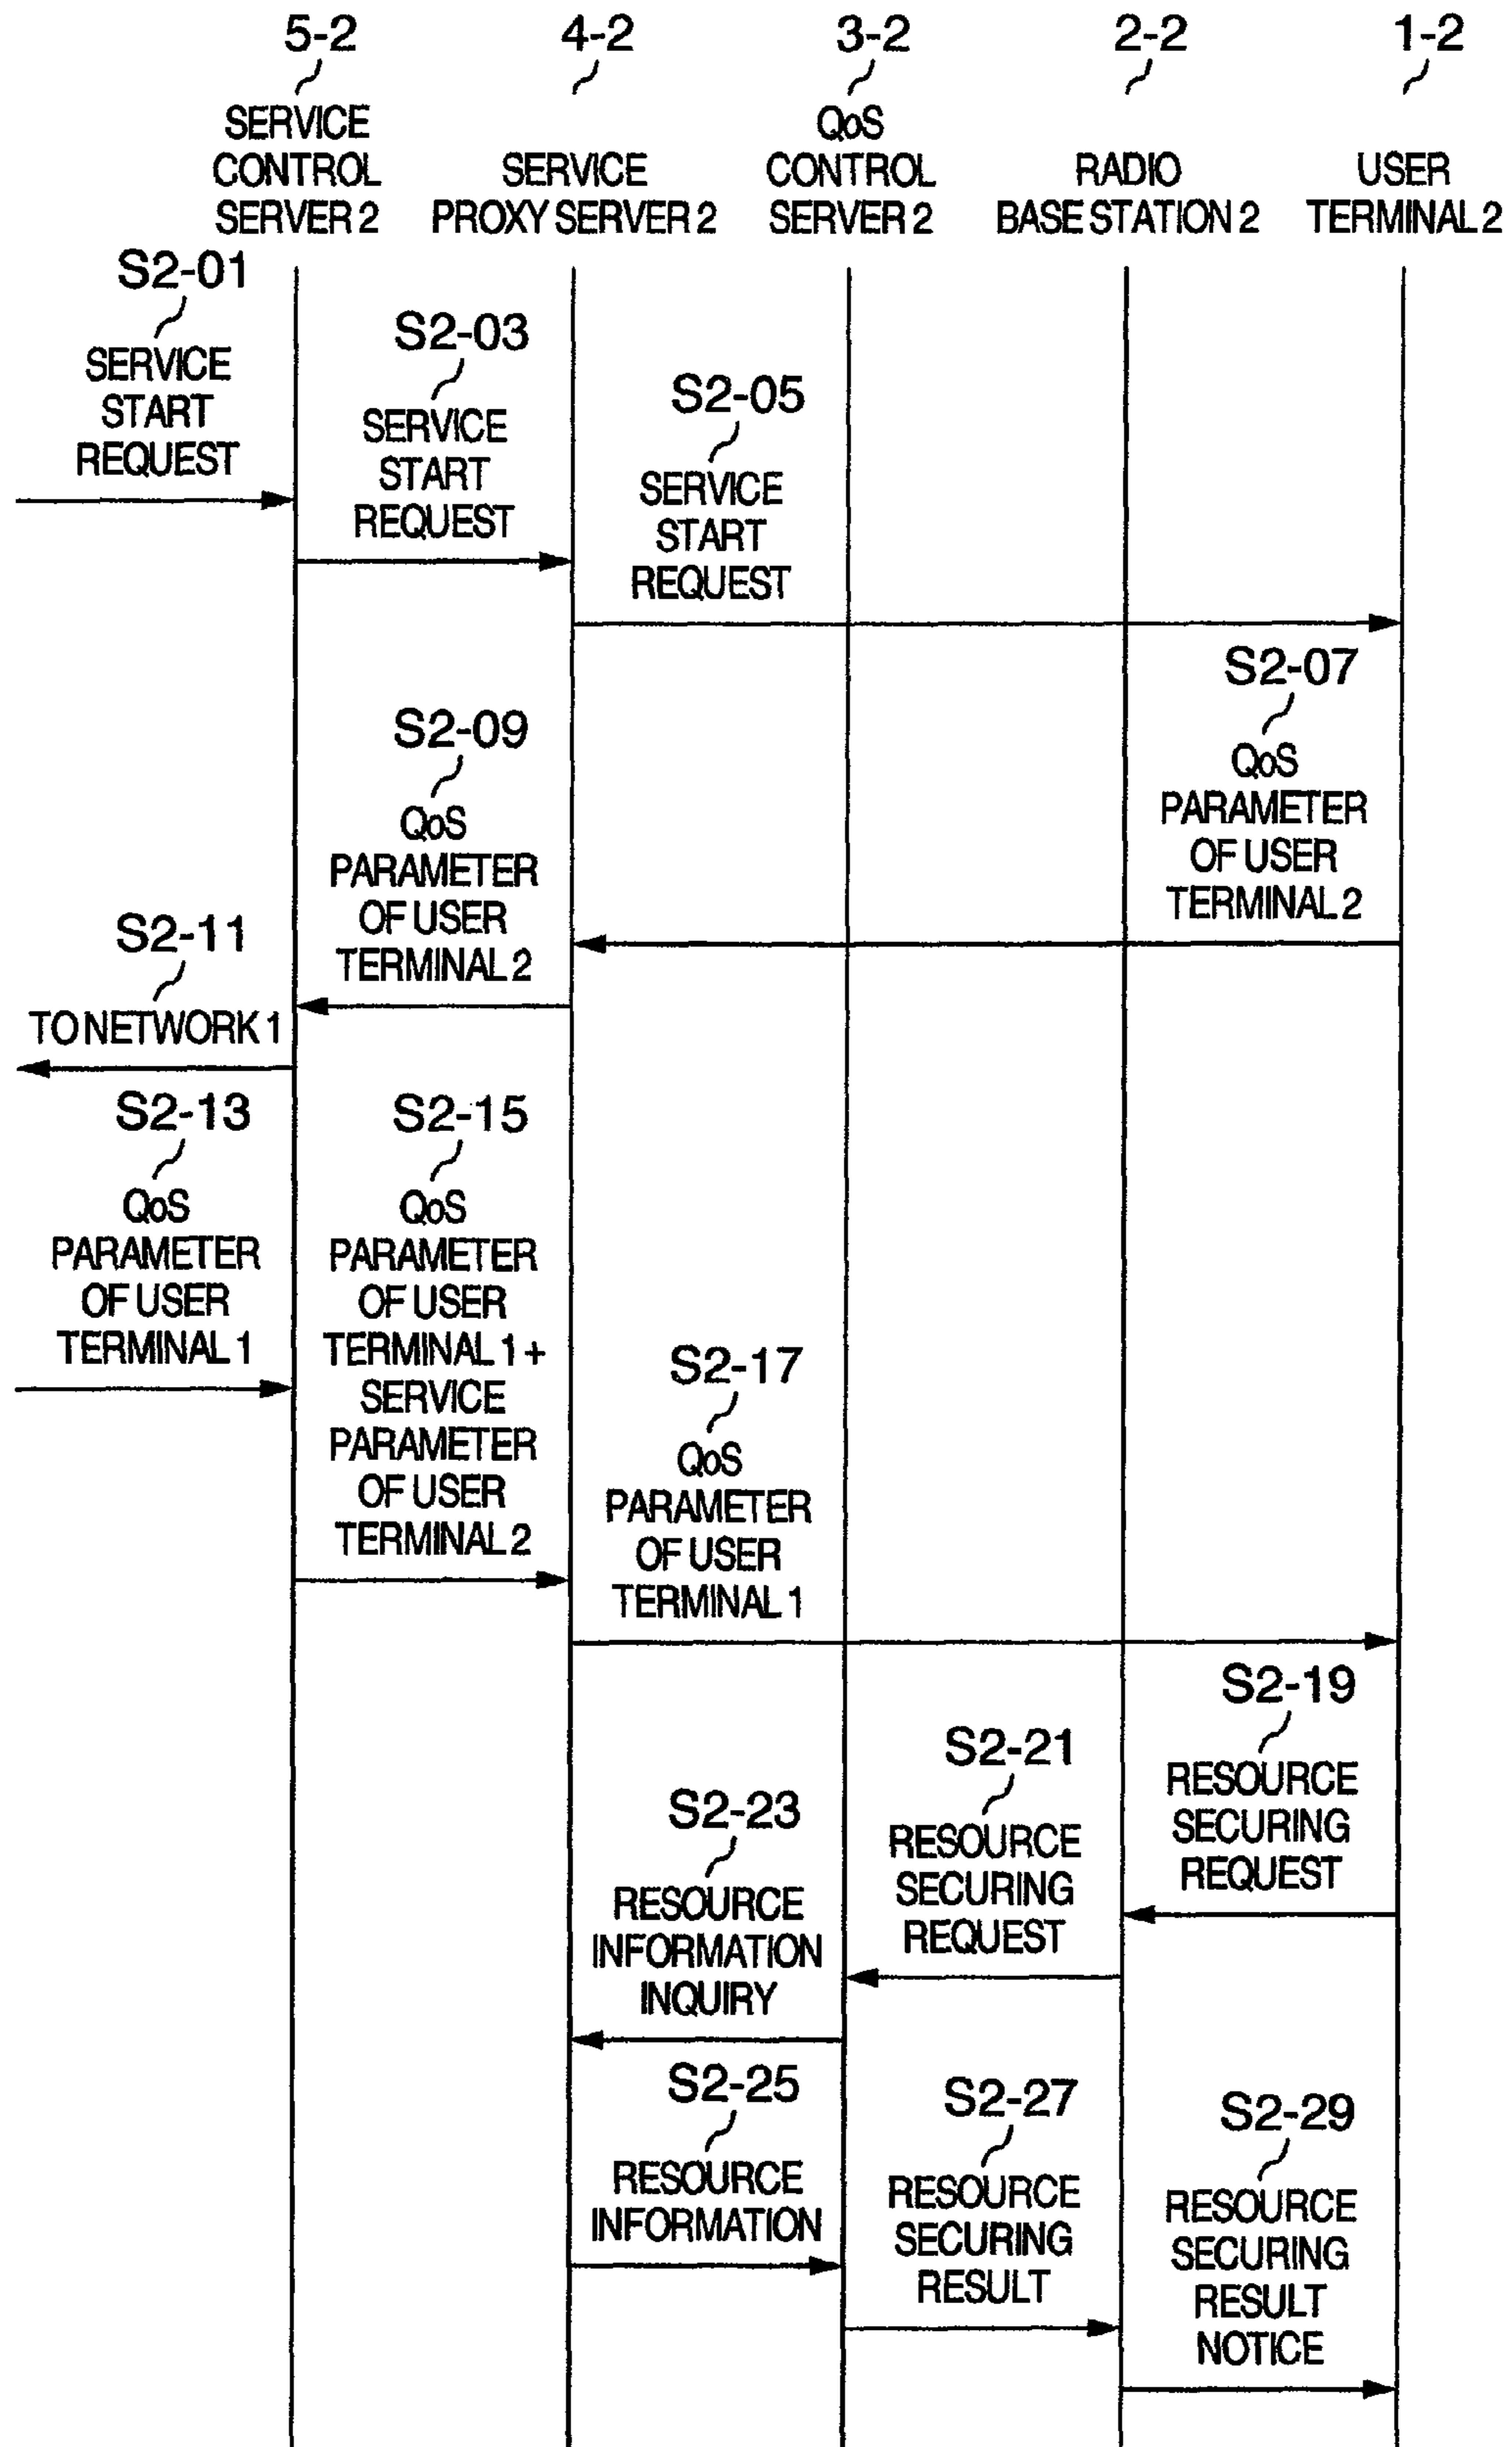 5-2
4-2
3-2
2-2
1-2
SERVICE
CONTROL
SERVER 2
SERVICE
PROXY SERVER 2
QoS
CONTROL
SERVER 2
RADIO
BASE STATION 2
USER
TERMINAL 2
S2-01
SERVICE
START
REQUEST
S2-03
SERVICE
START
REQUEST
S2-05
SERVICE
START
REQUEST
S2-07
QoS
PARAMETER
OF USER
TERMINAL 2
S2-09
QoS
PARAMETER
OF USER
TERMINAL 2
S2-11
TO NETWORK 1
S2-13
QoS
PARAMETER
OF USER
TERMINAL 1
S2-15
QoS
PARAMETER
OF USER
TERMINAL 1 +
SERVICE
PARAMETER
OF USER
TERMINAL 2
S2-17
QoS
PARAMETER
OF USER
TERMINAL 1
S2-19
RESOURCE
SECURING
REQUEST
S2-21
RESOURCE
SECURING
REQUEST
S2-23
RESOURCE
INFORMATION
INQUIRY
S2-25
RESOURCE
INFORMATION
S2-27
RESOURCE
SECURING
RESULT
S2-29
RESOURCE
SECURING
RESULT
NOTICE